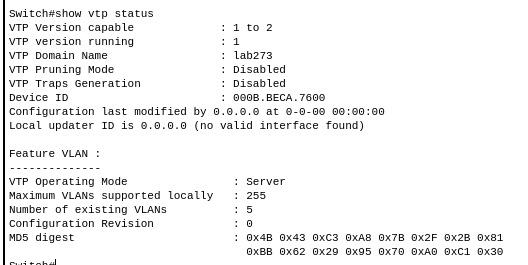 Switch#show vtp status
VTP Version capable : 1 to 2
VTP version running : 1
VTP Domain Name : lab273
VTP Pruning Mode : Disabled
VTP Traps Generation : Disabled
Device ID : 000B.BECA.7600
Configuration last modified by 0.0.0.0 at 0-0-00 00:00:00
Local updater ID is 0.0.0.0 (no valid interface found)
Feature VLAN :
--------------
VTP Operating Mode : Server
Maximum VLANs supported locally : 255
Number of existing VLANs : 5
Configuration Revision : 0
MD5 digest : 0x4B 0x43 0xC3 0xA8 0x7B 0x2F 0x2B 0x81
0xBB 0x62 0x29 0x95 0x70 0xA0 0xC1 0x30
Switch#